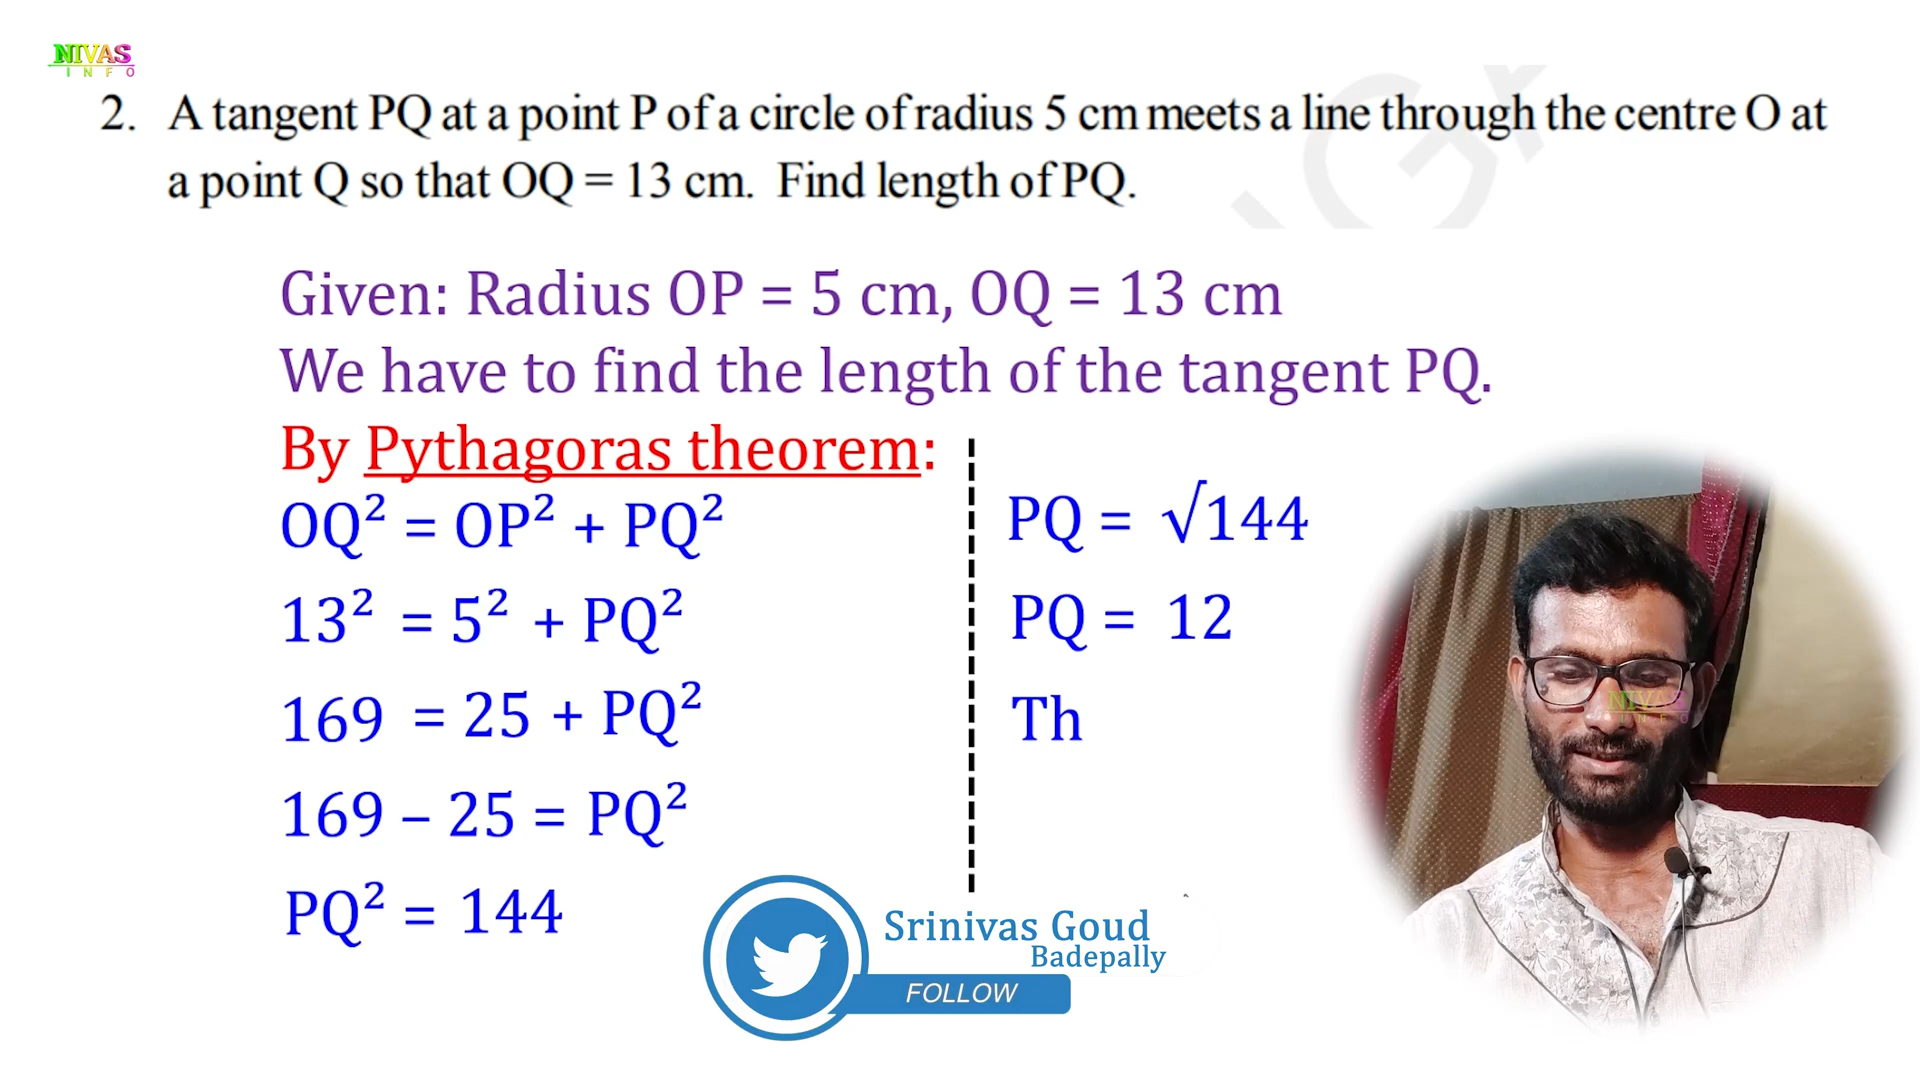 NIVAS
INFO
2. A tangent PQ at a point P of a circle of radius 5 cm meets a line through the centre O at
a point Q so that OQ = 13 cm. Find length of PQ.
Given: Radius OP = 5 cm, OQ = 13 cm
We have to find the length of the tangent PQ.
By Pythagoras theorem:
OQ² = OP² + PQ²
13² = 5² + PQ²
169 = 25 + PQ²
169 – 25 = PQ²
PQ² = 144
PQ = √144
PQ = 12
Th
NIVAS
INFO
Srinivas Goud
Badepally
FOLLOW